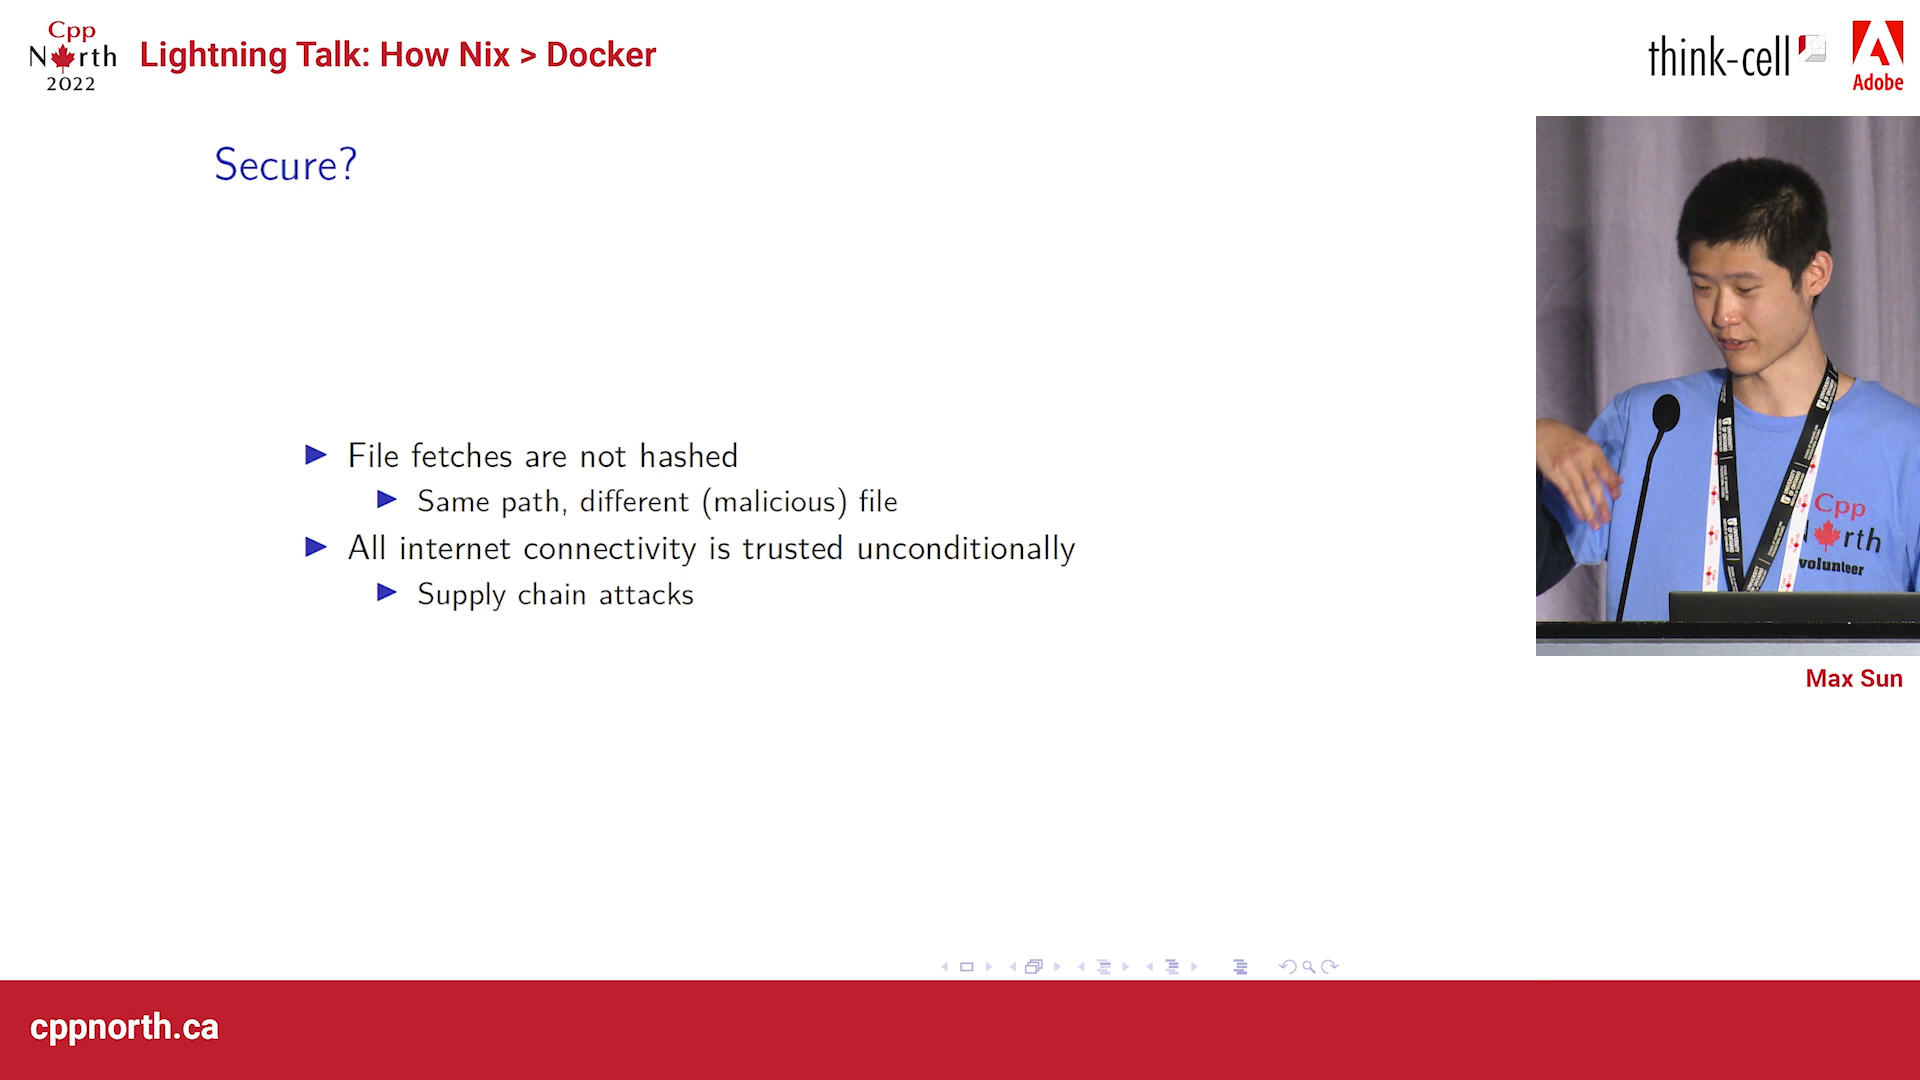 Cpp
North
2022
Lightning Talk: How Nix > Docker
think-cell
Adobe
Secure?
File fetches are not hashed
Same path, different (malicious) file
All internet connectivity is trusted unconditionally
Supply chain attacks
Cpp
rth
volunteer
Max Sun
cppnorth.ca